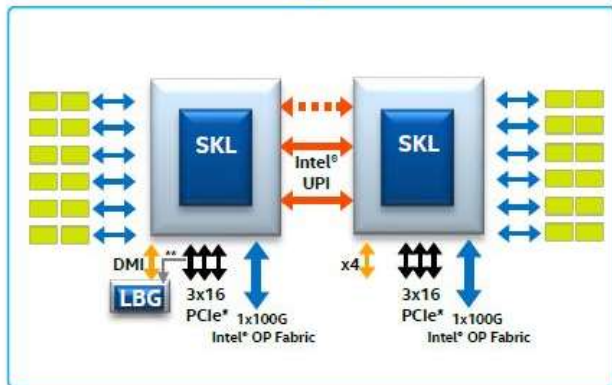 SKL
SKL
Intel®
UPI
DMI
**
x4
LBG
3x16
PCIe*
3x16
PCIe*
1x100G
Intel® OP Fabric
1x100G
Intel® OP Fabric